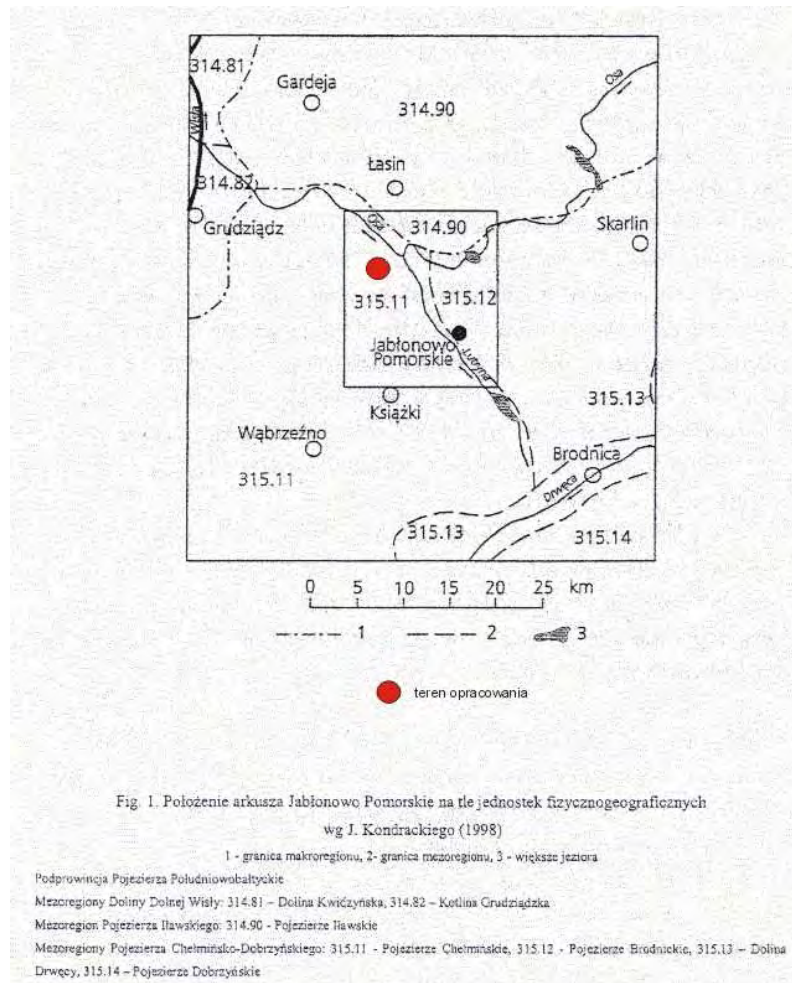 314.81
Gardeja
314.90
Osa
Wisła
Łasin
314.82
Grudziądz
Osa
314.90
Skarlin
315.11
315.12
Jabłonowo
Pomorskie
Lutryna
Książki
315.13
Wąbrzeźno
315.11
Brodnica
Drwęca
315.13
315.14
0 5 10 15 20 25 km
1 2 3
teren opracowania
Fig. 1. Położenie arkusza Jabłonowo Pomorskie na tle jednostek fizycznogeograficznych
wg J. Kondrackiego (1998)
1 - granica makroregionu, 2- granica mezoregionu, 3 - większe jeziora
Podprowincja Pojezierza Południowobałtyckie
Mezoregiony Doliny Dolnej Wisły: 314.81 – Dolina Kwidzyńska, 314.82 – Kotlina Grudziądzka
Mezoregion Pojezierza Iławskiego: 314.90 - Pojezierze Iławskie
Mezoregiony Pojezierza Chełmińsko-Dobrzyńskiego: 315.11 - Pojezierze Chełmińskie, 315.12 - Pojezierze Brodnickie, 315.13 – Dolina
Drwęcy, 315.14 – Pojezierze Dobrzyńskie